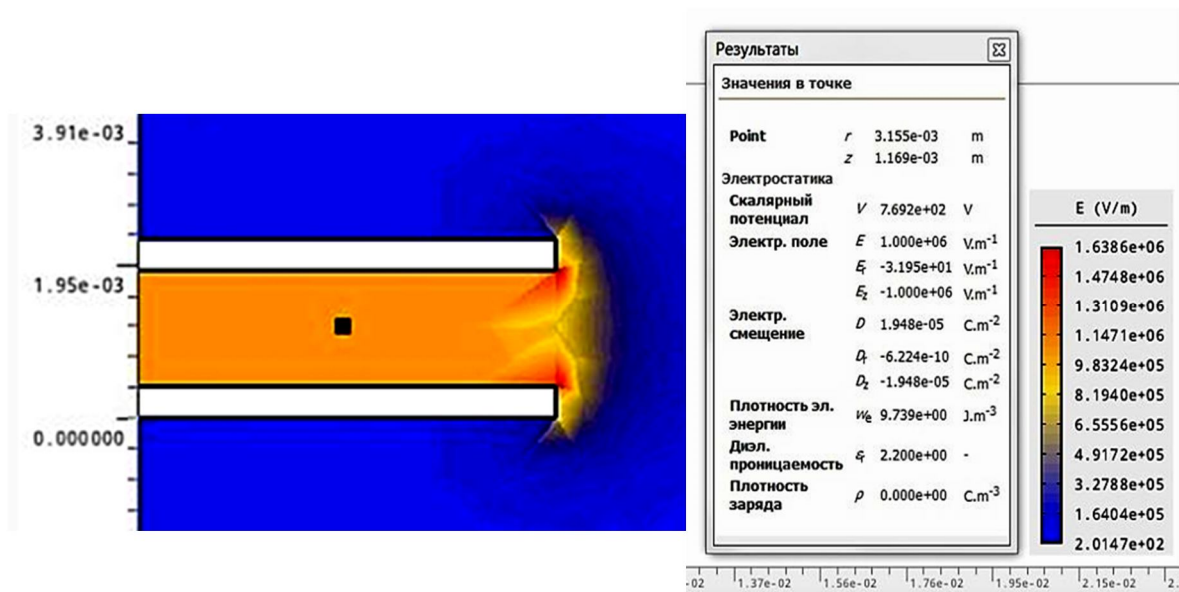 3.91e-03
1.95e-03
0.000000
Результаты
Значения в точке
Point r 3.155e-03 m
z 1.169e-03 m
Электростатика
Скалярный
потенциал V 7.692e+02 V
Электр. поле E 1.000e+06 V.m-1
Er -3.195e+01 V.m-1
Ez -1.000e+06 V.m-1
Электр.
смещение D 1.948e-05 C.m-2
Dr -6.224e-10 C.m-2
Dz -1.948e-05 C.m-2
Плотность эл.
энергии we 9.739e+00 J.m-3
Диэл.
проницаемость εr 2.200e+00 -
Плотность
заряда ρ 0.000e+00 C.m-3
E (V/m)
1.6386e+06
1.4748e+06
1.3109e+06
1.1471e+06
9.8324e+05
8.1940e+05
6.5556e+05
4.9172e+05
3.2788e+05
1.6404e+05
2.0147e+02
-02 1.37e-02 1.56e-02 1.76e-02 1.95e-02 2.15e-02 2.